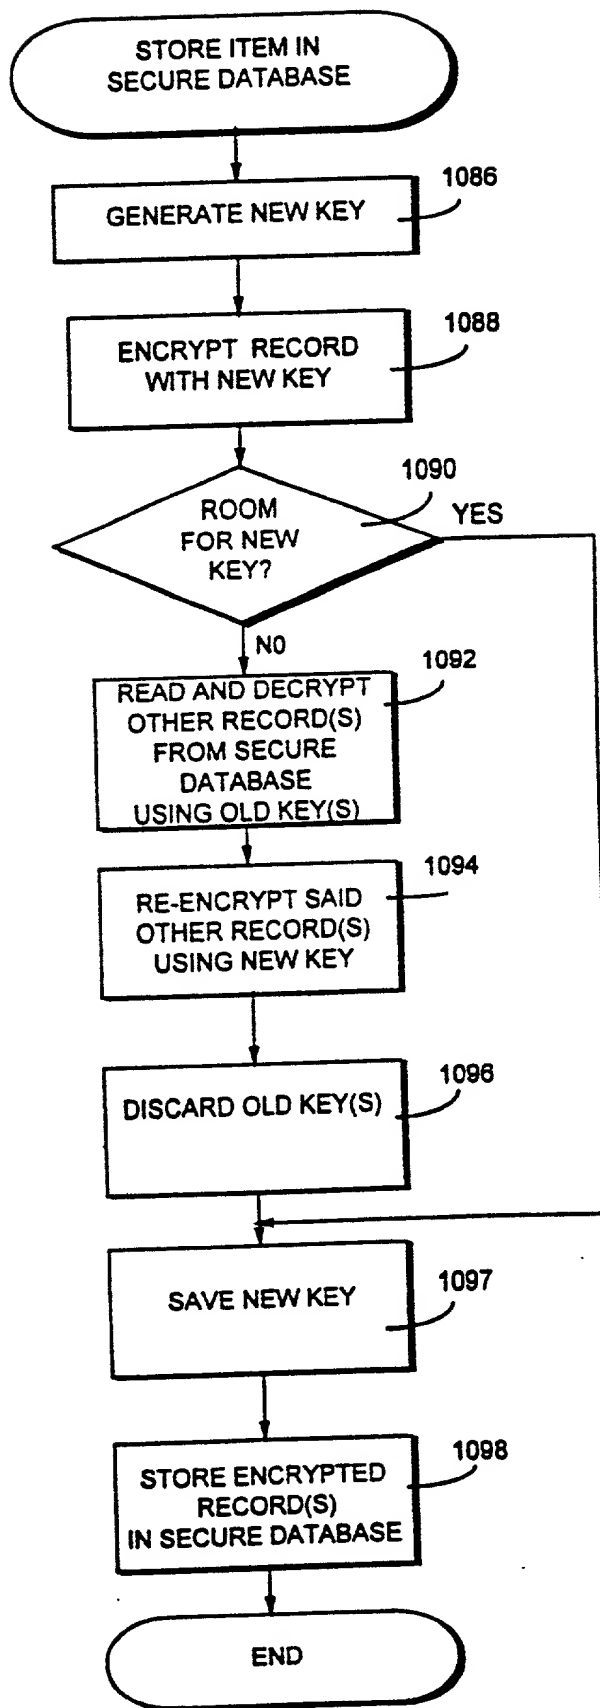 STORE ITEM IN
SECURE DATABASE
1086
GENERATE NEW KEY
1088
ENCRYPT RECORD
WITH NEW KEY
1090
ROOM
FOR NEW
KEY?
YES
NO
1092
READ AND DECRYPT
OTHER RECORD(S)
FROM SECURE
DATABASE
USING OLD KEY(S)
1094
RE-ENCRYPT SAID
OTHER RECORD(S)
USING NEW KEY
1096
DISCARD OLD KEY(S)
1097
SAVE NEW KEY
1098
STORE ENCRYPTED
RECORD(S)
IN SECURE DATABASE
END